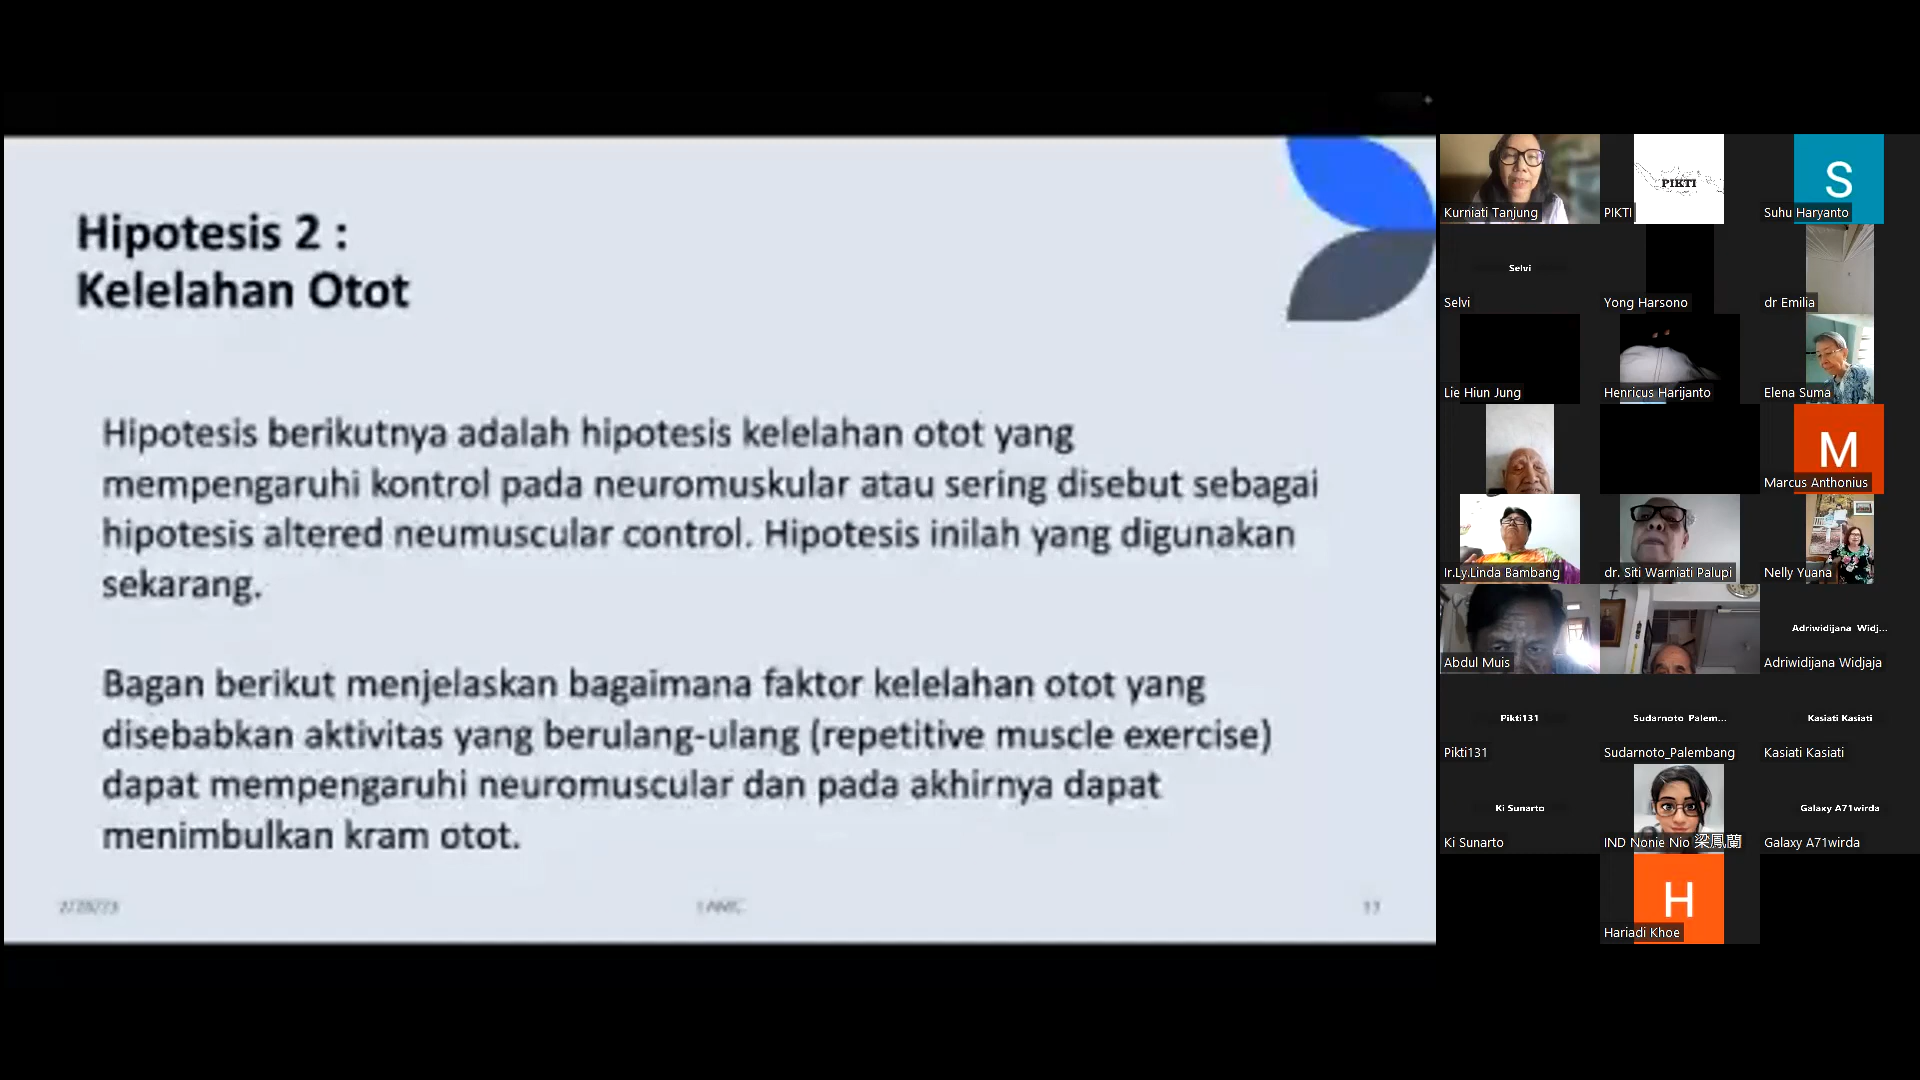 Hipotesis 2 :
Kelelahan Otot
Hipotesis berikutnya adalah hipotesis kelelahan otot yang
mempengaruhi kontrol pada neuromuskular atau sering disebut sebagai
hipotesis altered neumuscular control. Hipotesis inilah yang digunakan
sekarang.
Bagan berikut menjelaskan bagaimana faktor kelelahan otot yang
disebabkan aktivitas yang berulang-ulang (repetitive muscle exercise)
dapat mempengaruhi neuromuscular dan pada akhirnya dapat
menimbulkan kram otot.
Kurniati Tanjung
PIKTI
PIKTI
S
Suhu Haryanto
Selvi
Selvi
Yong Harsono
dr Emilia
Lie Hiun Jung
Henricus Harijanto
Elena Suma
M
Marcus Anthonius
Ir.Ly.Linda Bambang
dr. Siti Warniati Palupi
Nelly Yuana
Abdul Muis
Adriwidijana Widj...
Adriwidijana Widjaja
Pikti131
Pikti131
Sudarnoto Palem...
Sudarnoto_Palembang
Kasiati Kasiati
Kasiati Kasiati
Ki Sunarto
Ki Sunarto
IND Nonie Nio 梁鳳蘭
Galaxy A71wirda
Galaxy A71wirda
H
Hariadi Khoe